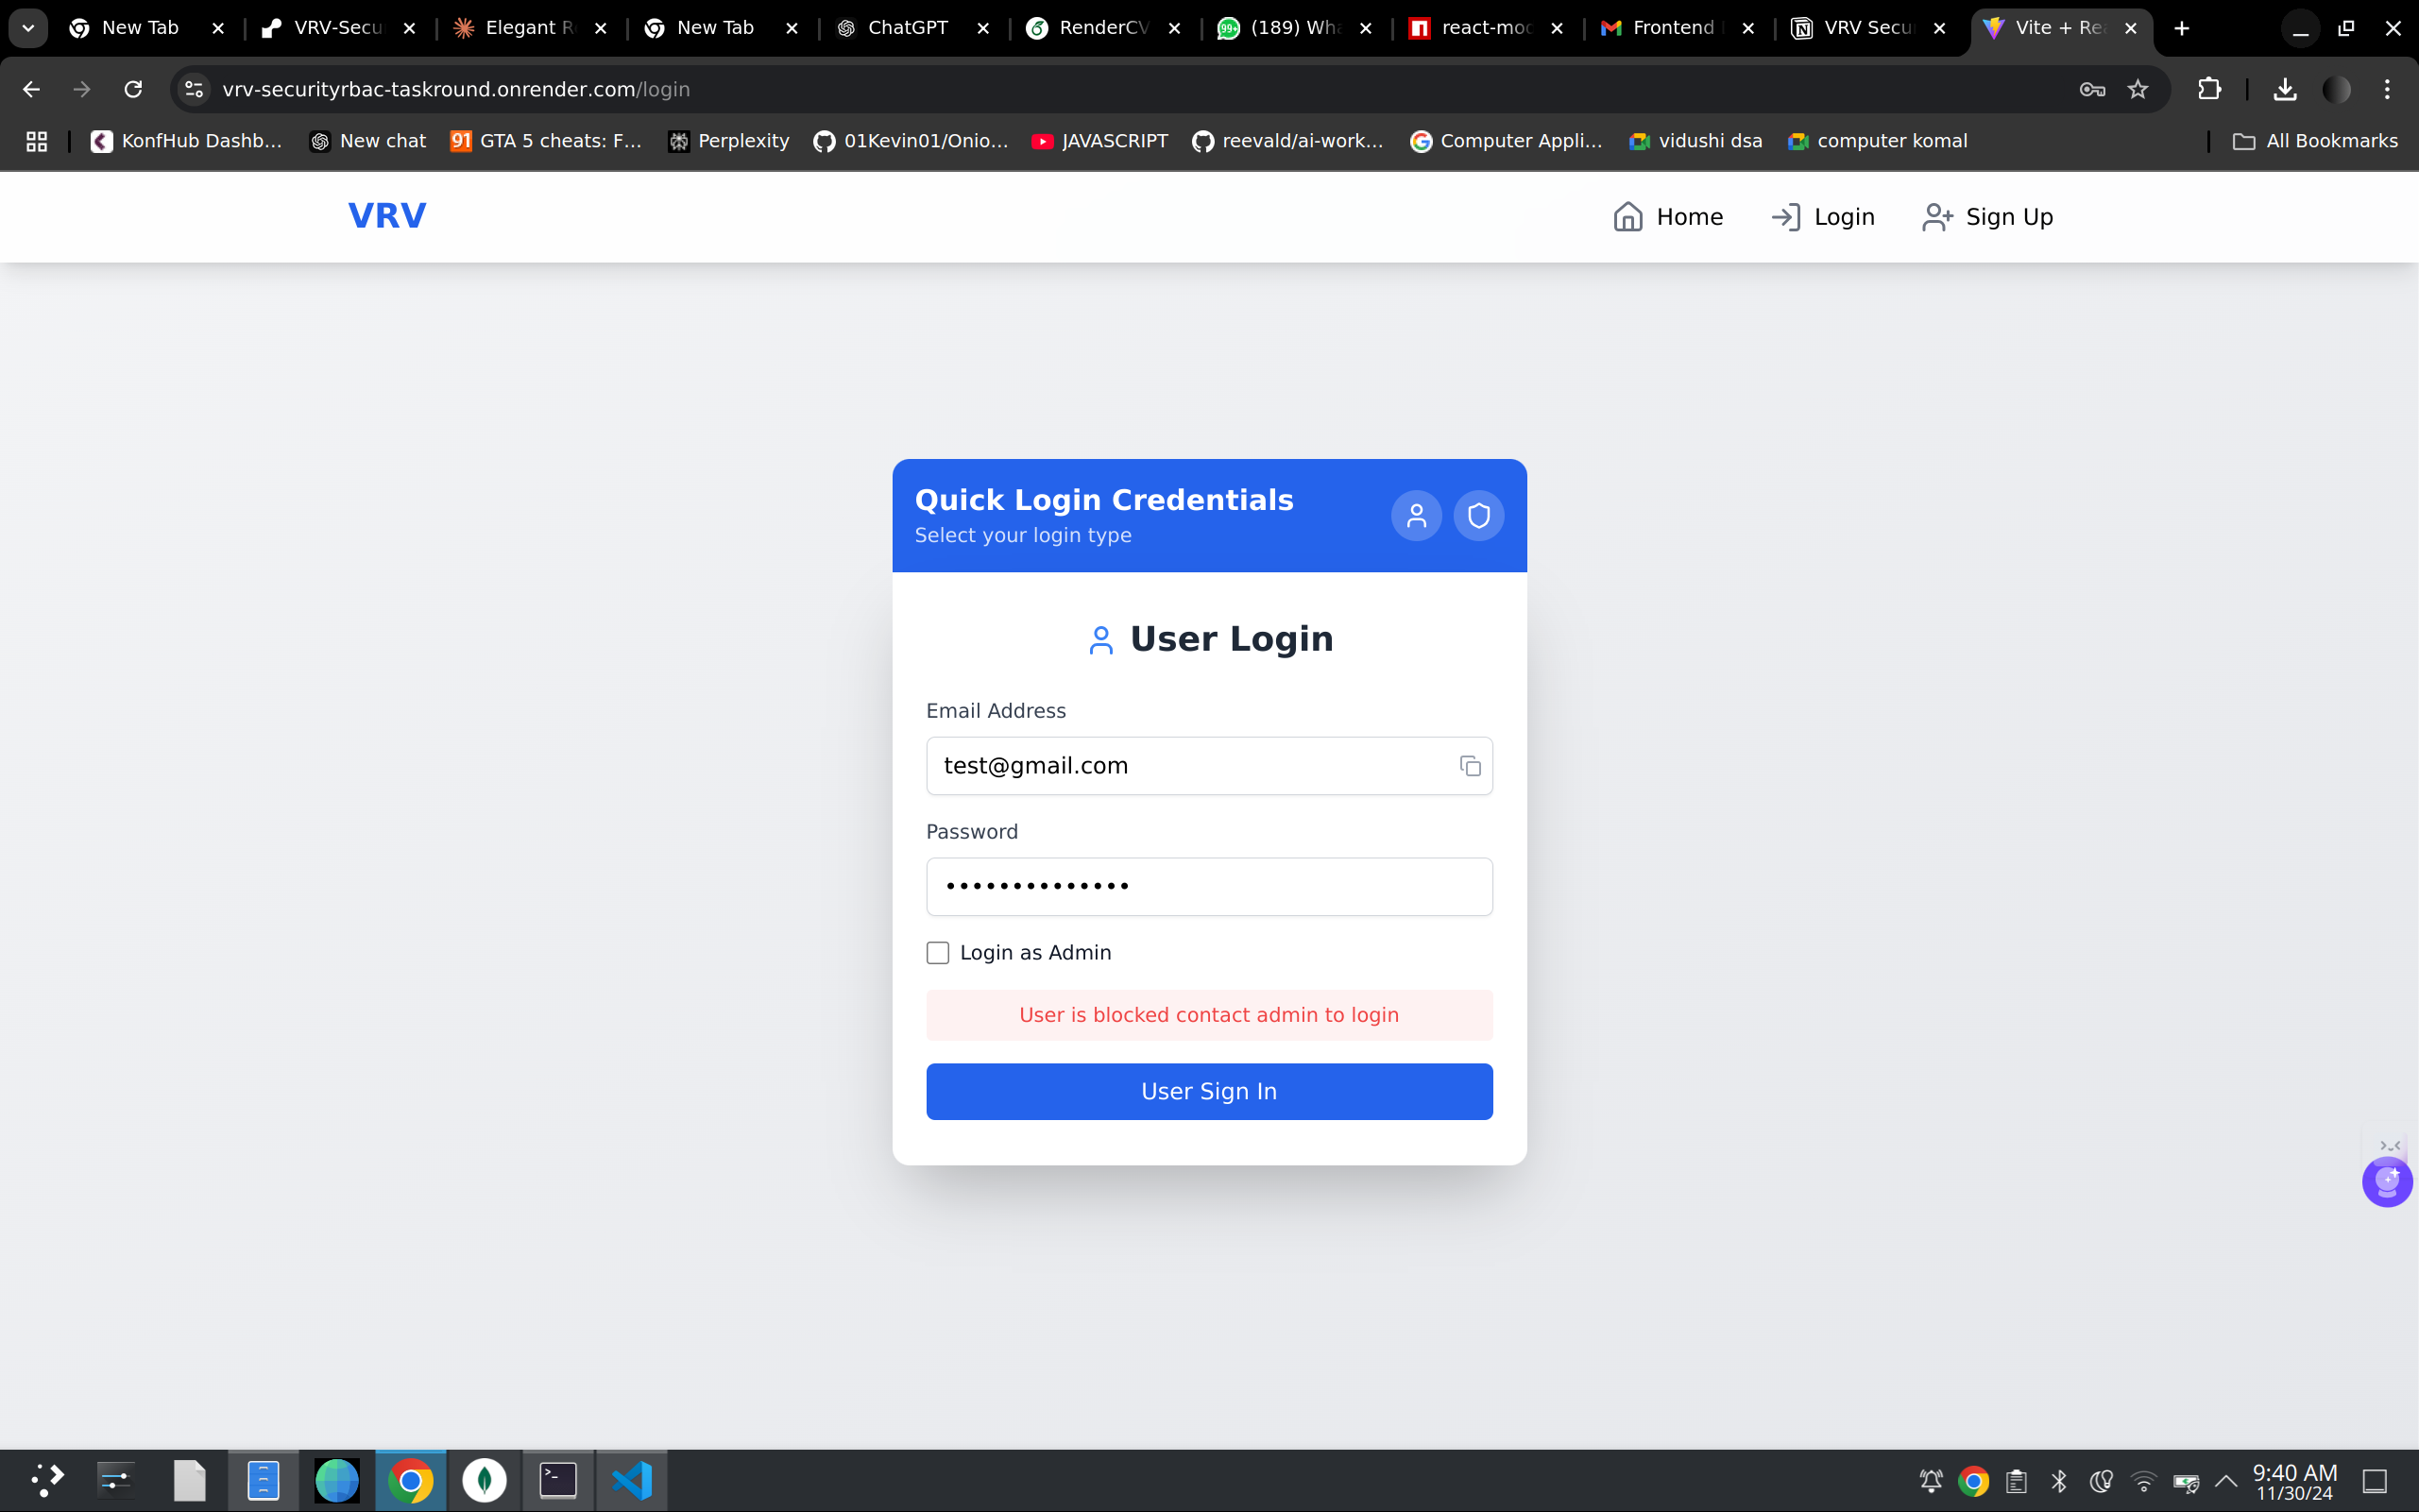 New Tab
VRV-Secu
Elegant R
New Tab
ChatGPT
RenderCV
(189) Wha
react-moc
Frontend
VRV Secu
Vite + Rea
vrv-securityrbac-taskround.onrender.com/login
KonfHub Dashb...
New chat
GTA 5 cheats: F...
Perplexity
01Kevin01/Onio...
JAVASCRIPT
reevald/ai-work...
Computer Appli...
vidushi dsa
computer komal
All Bookmarks
VRV
Home
Login
Sign Up
Quick Login Credentials
Select your login type
User Login
Email Address
test@gmail.com
Password
Login as Admin
User is blocked contact admin to login
User Sign In
9:40 AM
11/30/24